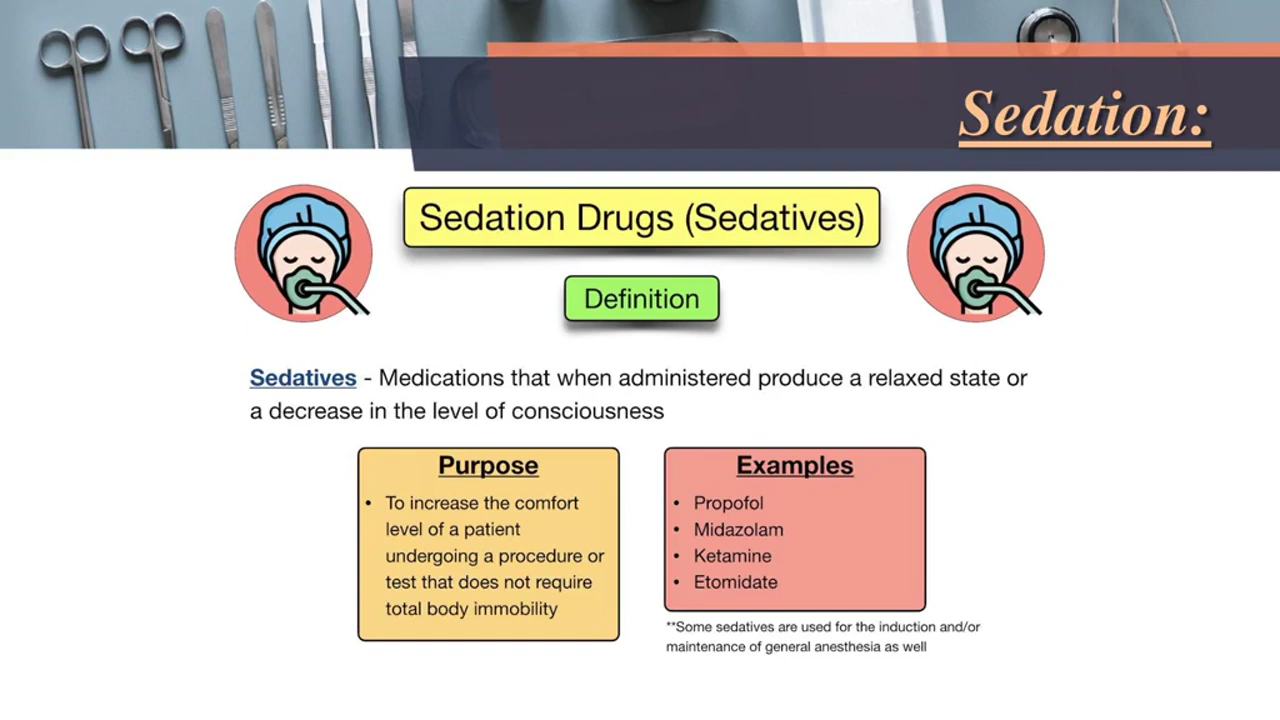 Sedation:
Sedation Drugs (Sedatives)
Definition
Sedatives - Medications that when administered produce a relaxed state or
a decrease in the level of consciousness
Purpose
• To increase the comfort
level of a patient
undergoing a procedure or
test that does not require
total body immobility
Examples
• Propofol
• Midazolam
• Ketamine
• Etomidate
**Some sedatives are used for the induction and/or
maintenance of general anesthesia as well